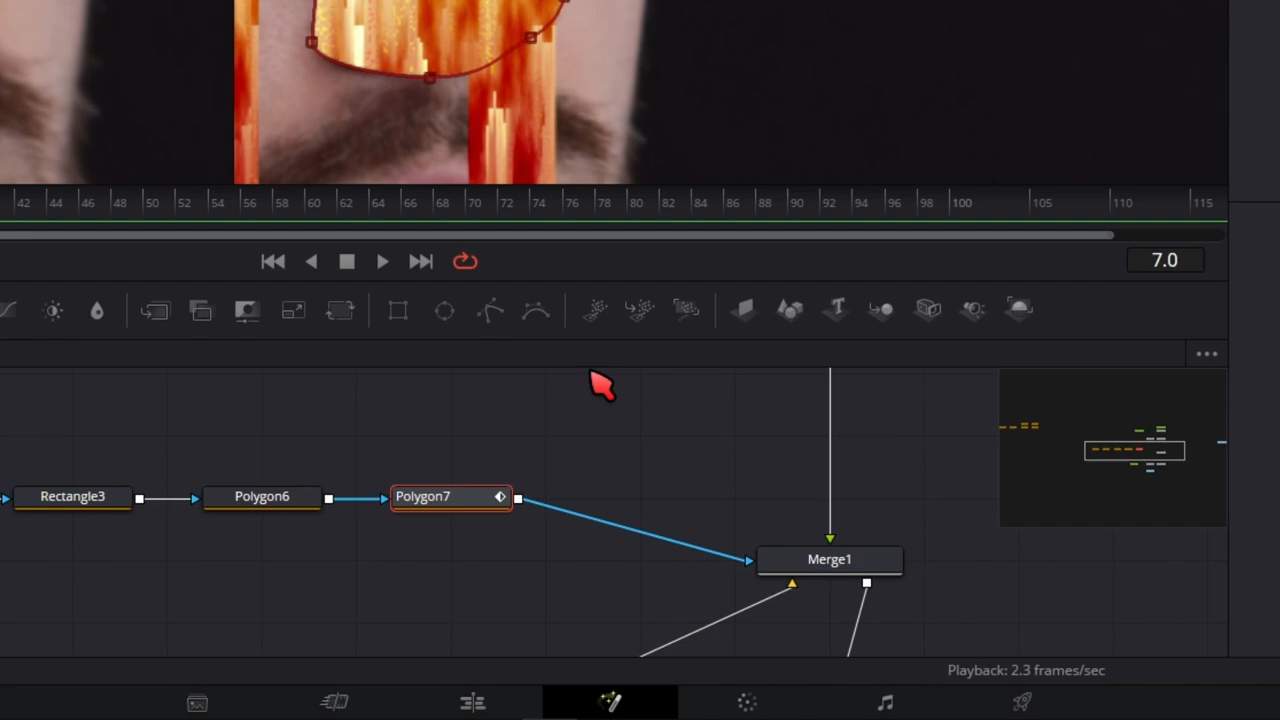 42 44 46 48 50 52 54 56 58 60 62 64 66 68 70 72 74 76 78 80 82 84 86 88 90 92 94 96 98 100 105 110 115
7.0
T
Rectangle3 Polygon6 Polygon7
Merge1
Playback: 2.3 frames/sec